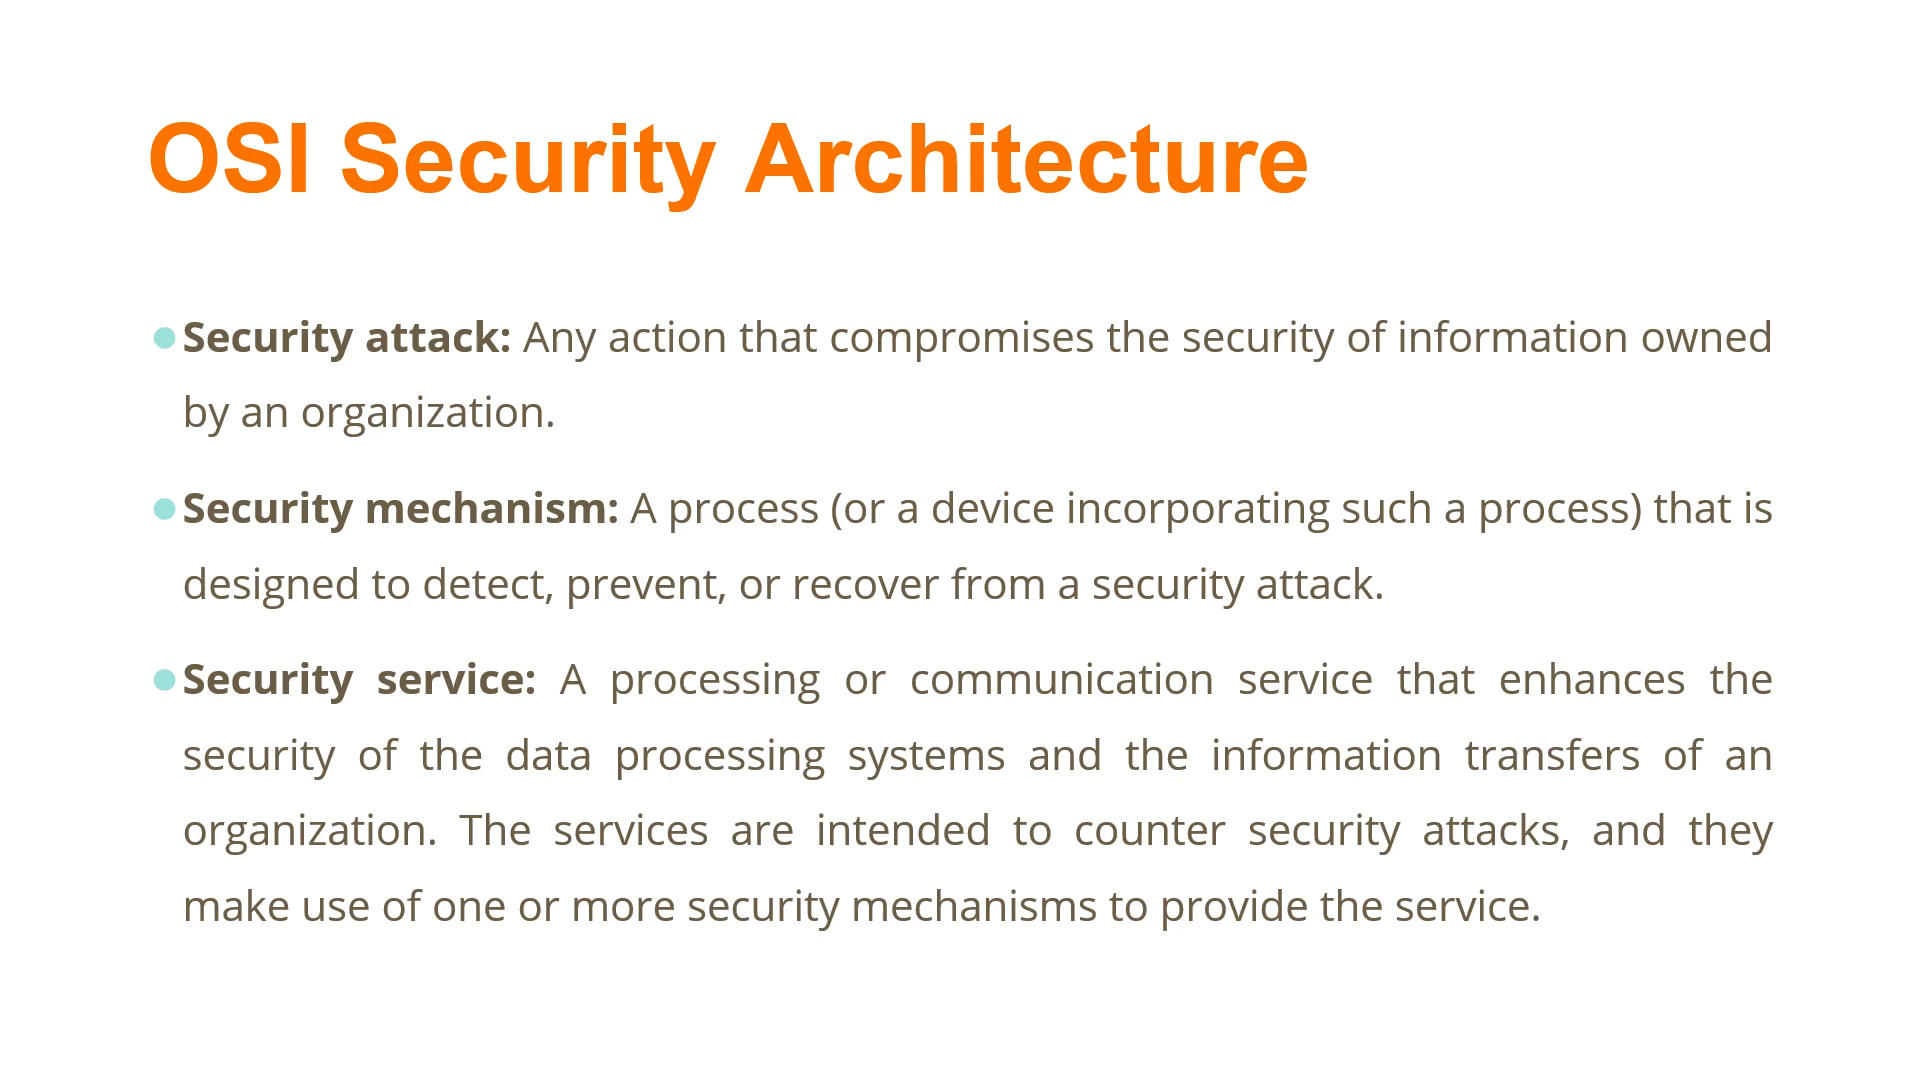 OSI Security Architecture
Security attack: Any action that compromises the security of information owned
by an organization.
Security mechanism: A process (or a device incorporating such a process) that is
designed to detect, prevent, or recover from a security attack.
Security service: A processing or communication service that enhances the
security of the data processing systems and the information transfers of an
organization. The services are intended to counter security attacks, and they
make use of one or more security mechanisms to provide the service.